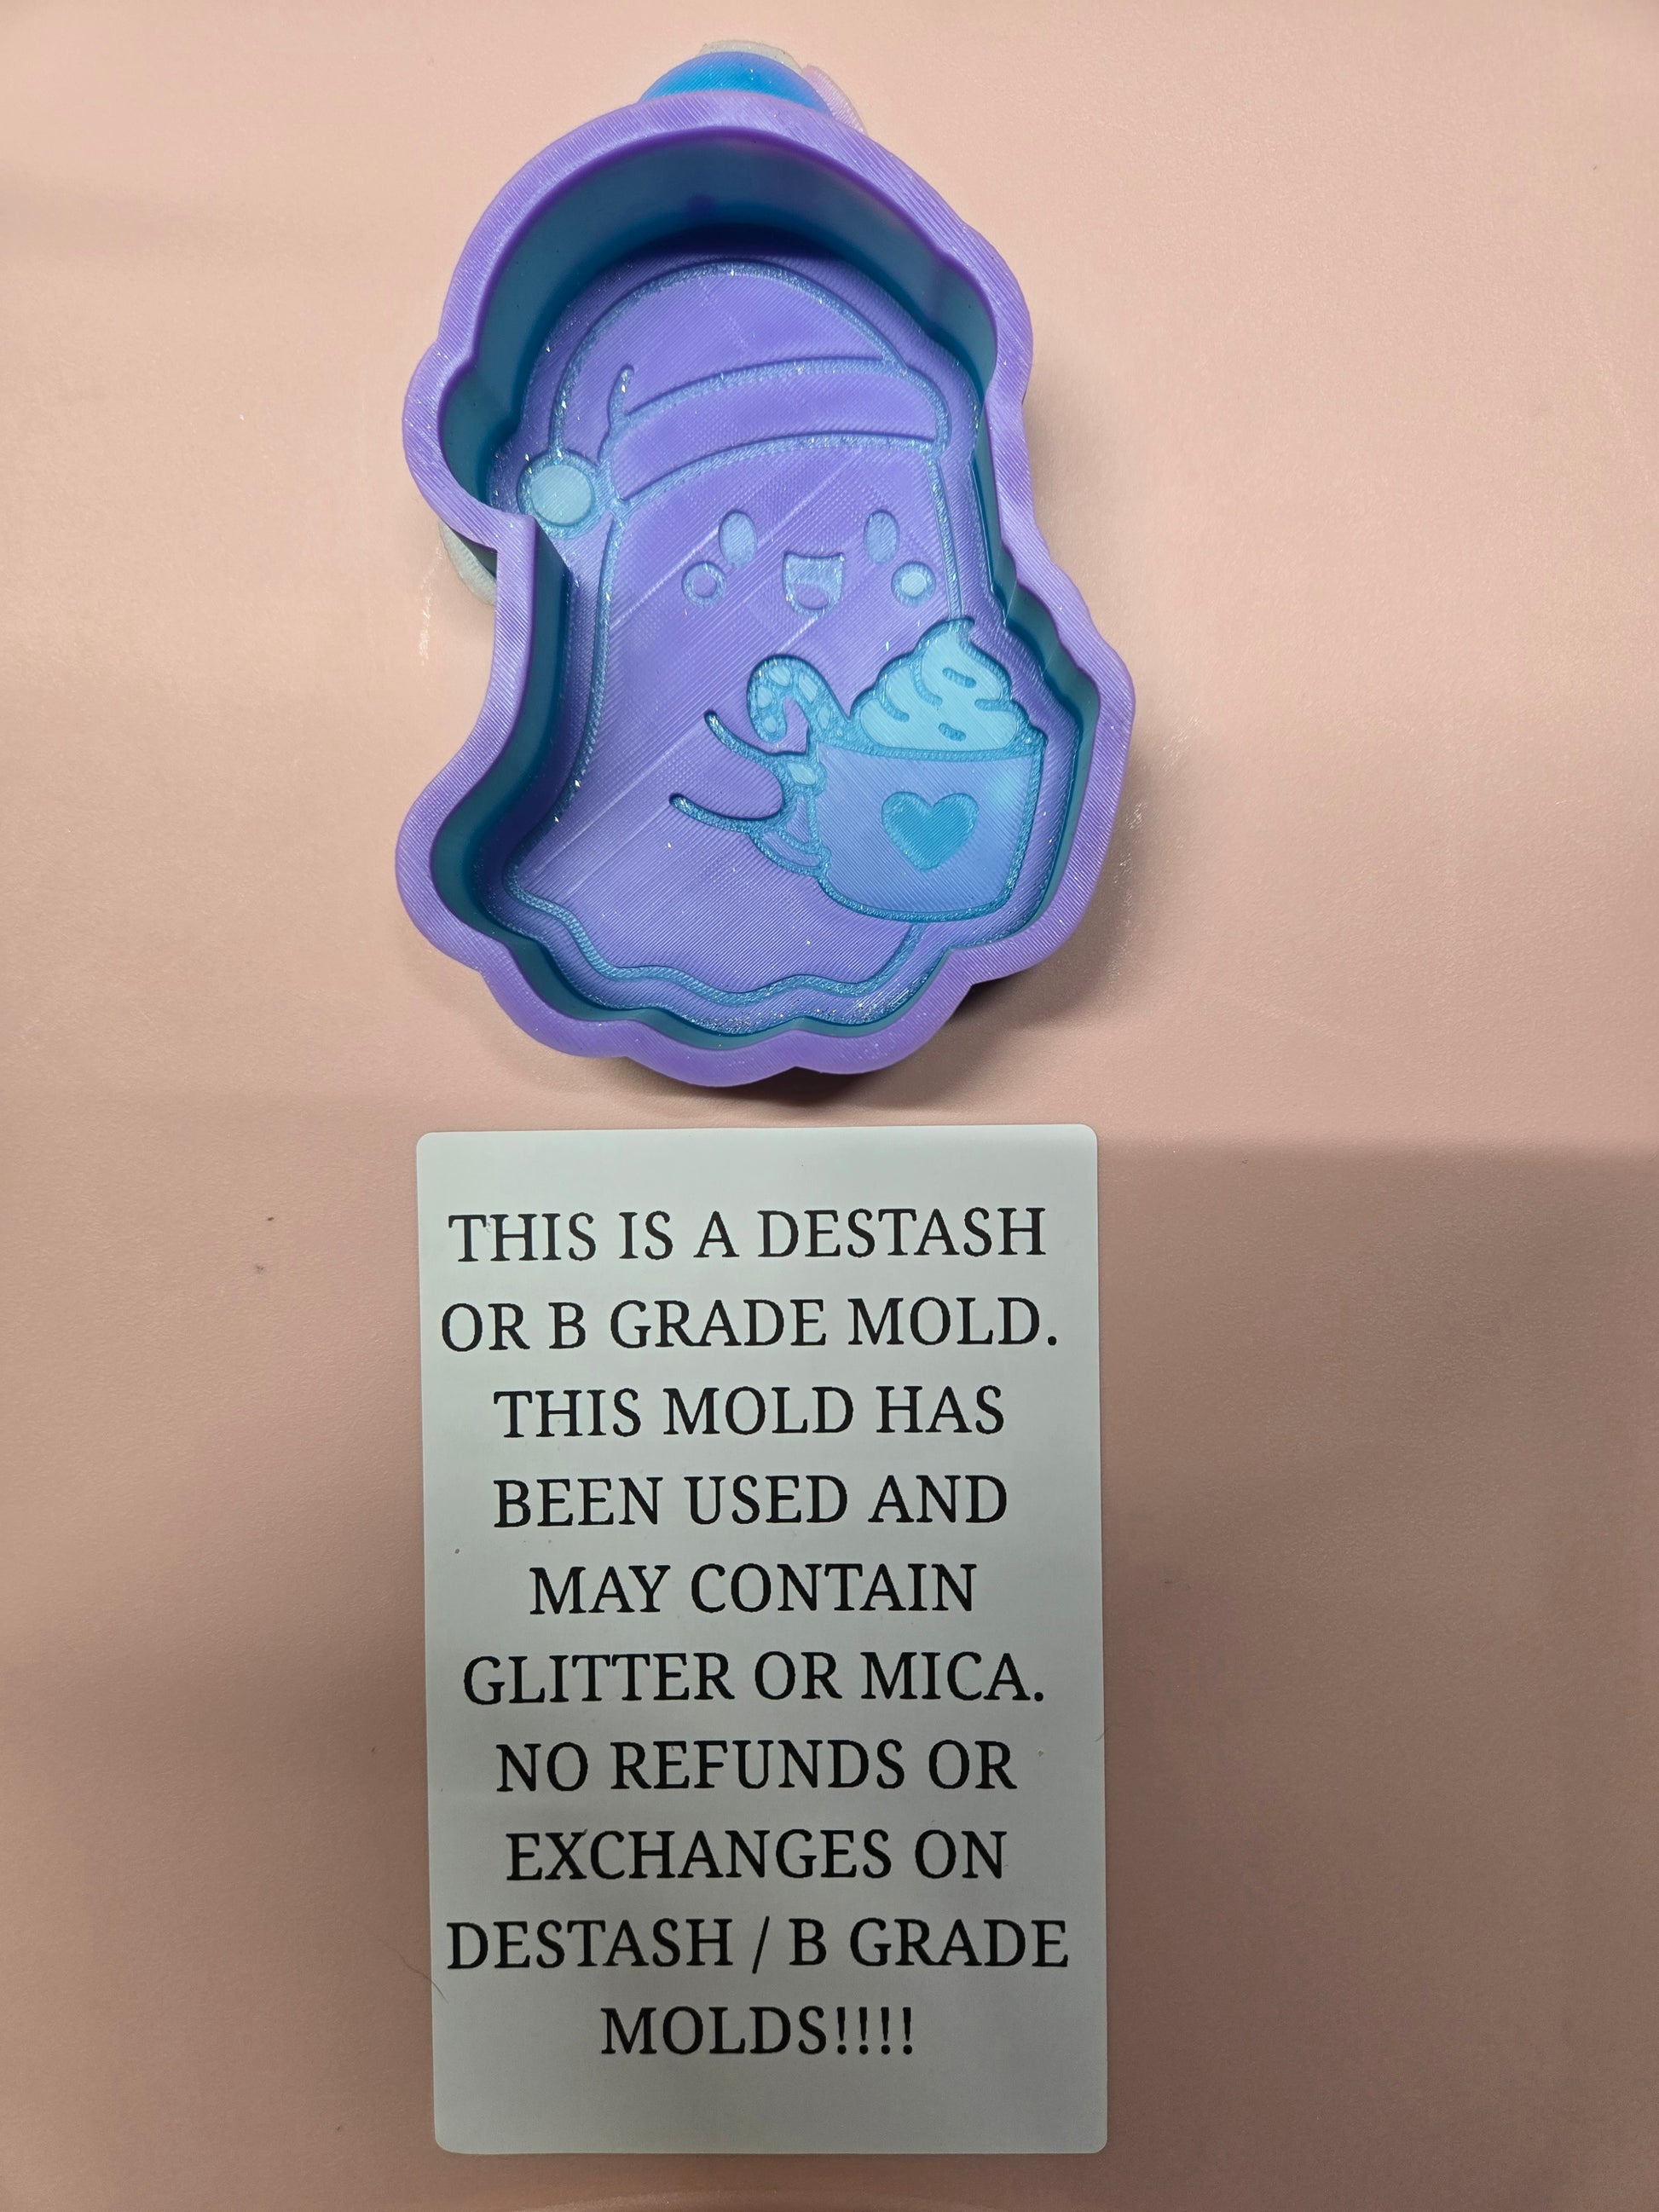 THIS IS A DESTASH
OR B GRADE MOLD.
THIS MOLD HAS
BEEN USED AND
MAY CONTAIN
GLITTER OR MICA.
NO REFUNDS OR
EXCHANGES ON
DESTASH / B GRADE
MOLDS!!!!